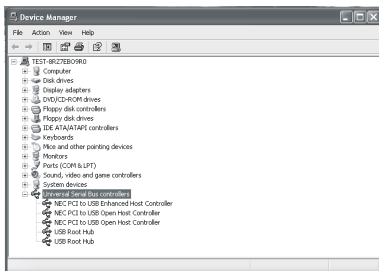 Device Manager
File Action View Help
TEST-8RZ7EBO9R0
Computer
Disk drives
Display adapters
DVD/CD-ROM drives
Floppy disk controllers
Floppy disk drives
IDE ATA/ATAPI controllers
Keyboards
Mice and other pointing devices
Monitors
Ports (COM & LPT)
Sound, video and game controllers
System devices
Universal Serial Bus controllers
NEC PCI to USB Enhanced Host Controller
NEC PCI to USB Open Host Controller
NEC PCI to USB Open Host Controller
USB Root Hub
USB Root Hub